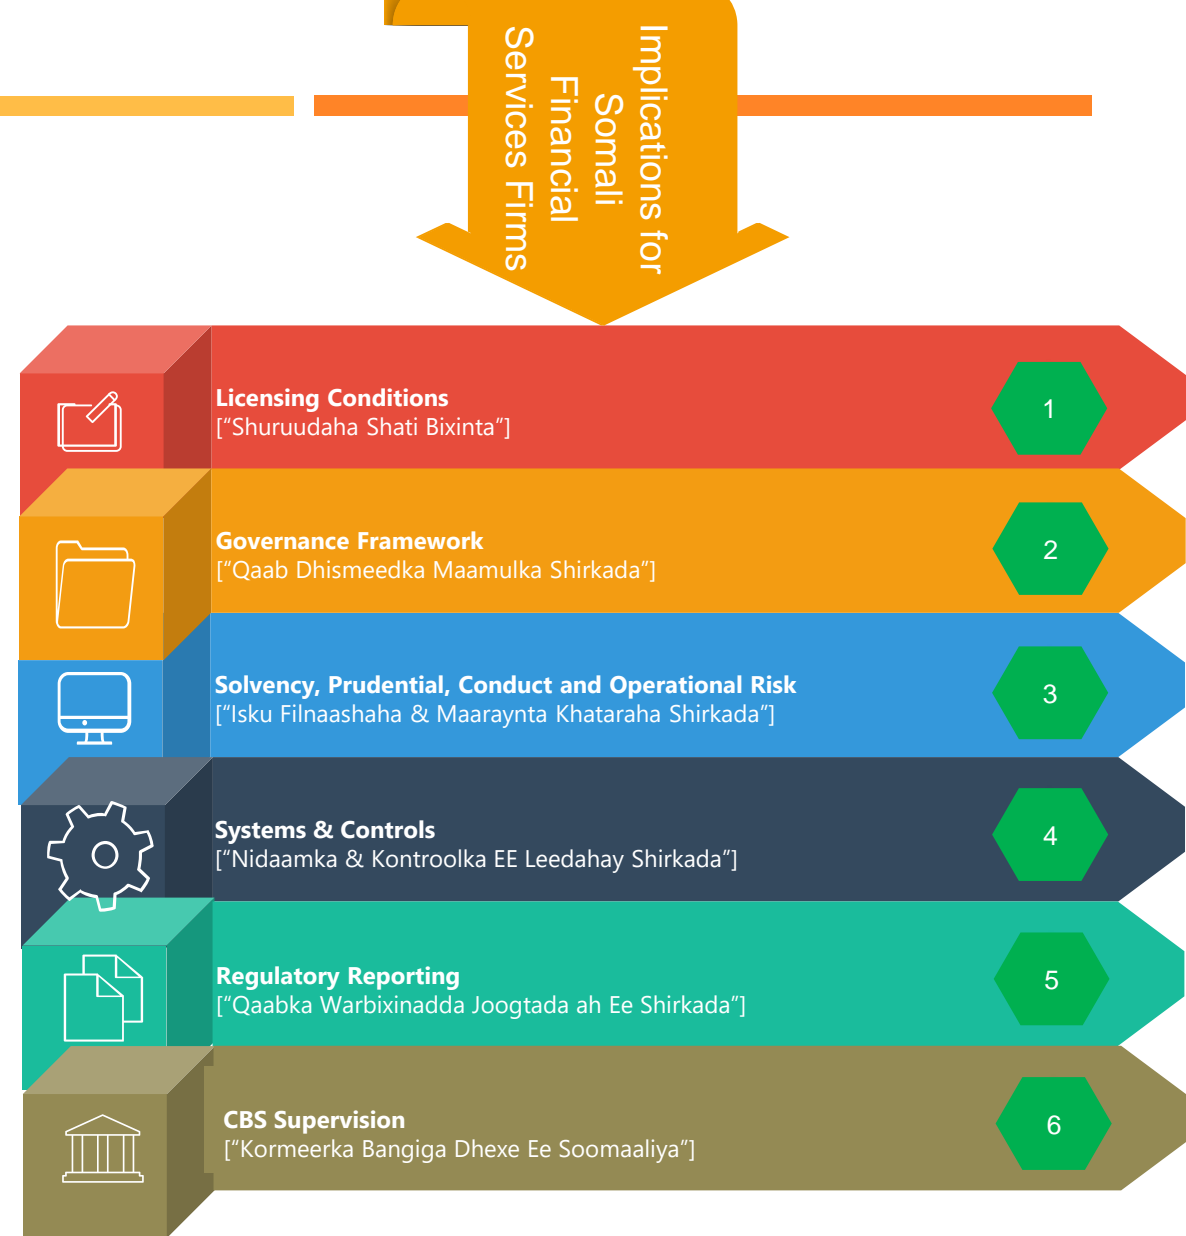 Implications for
Somali
Financial
Services Firms
Licensing Conditions
[“Shuruudaha Shati Bixinta”]
1
Governance Framework
[“Qaab Dhismeedka Maamulka Shirkada”]
2
Solvency, Prudential, Conduct and Operational Risk
[“Isku Filnaashaha & Maaraynta Khataraha Shirkada”]
3
Systems & Controls
[“Nidaamka & Kontroolka EE Leedahay Shirkada”]
4
Regulatory Reporting
[“Qaabka Warbixinadda Joogtada ah Ee Shirkada”]
5
CBS Supervision
[“Kormeerka Bangiga Dhexe Ee Soomaaliya”]
6